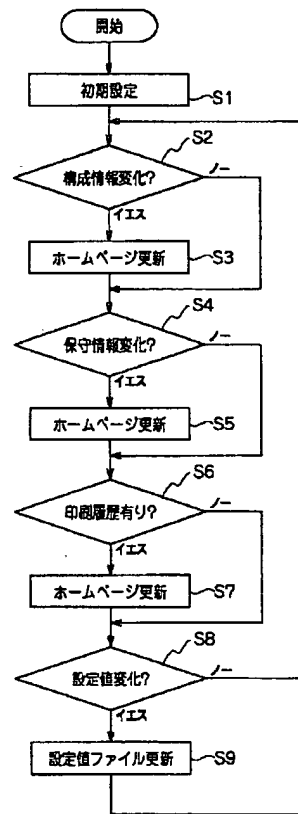 開始
初期設定
S1
S2
構成情報変化?
ノー
イエス
ホームページ更新
S3
S4
保守情報変化?
ノー
イエス
ホームページ更新
S5
S6
印刷履歴有り?
ノー
イエス
ホームページ更新
S7
S8
設定値変化?
ノー
イエス
設定値ファイル更新
S9